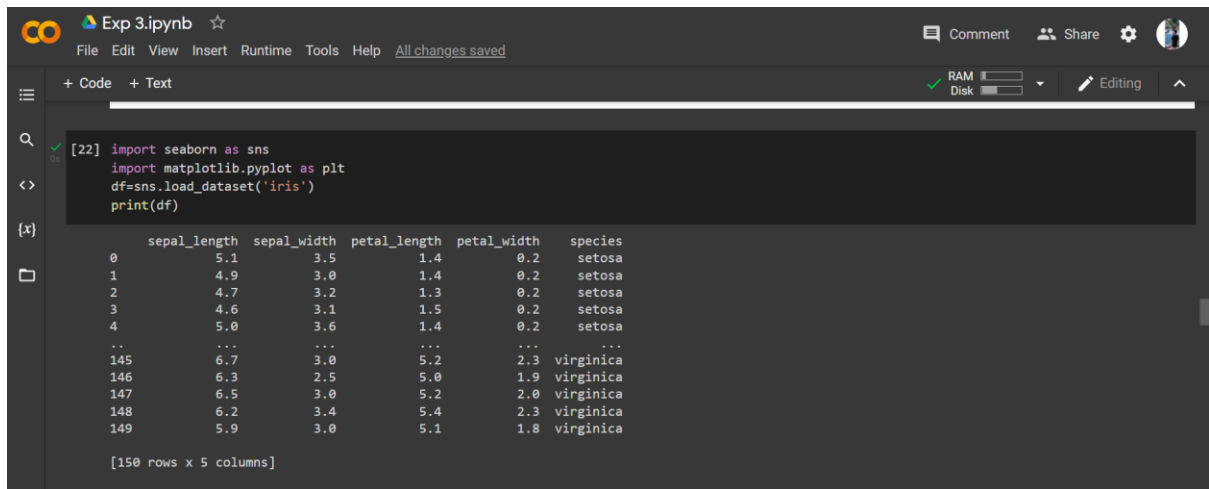 Exp 3.ipynb
File Edit View Insert Runtime Tools Help All changes saved
Comment Share
+ Code + Text
RAM
Disk
Editing
[22] import seaborn as sns
0s import matplotlib.pyplot as plt
df=sns.load_dataset('iris')
print(df)
{x}
sepal_length sepal_width petal_length petal_width species
0 5.1 3.5 1.4 0.2 setosa
1 4.9 3.0 1.4 0.2 setosa
2 4.7 3.2 1.3 0.2 setosa
3 4.6 3.1 1.5 0.2 setosa
4 5.0 3.6 1.4 0.2 setosa
.. ... ... ... ... ...
145 6.7 3.0 5.2 2.3 virginica
146 6.3 2.5 5.0 1.9 virginica
147 6.5 3.0 5.2 2.0 virginica
148 6.2 3.4 5.4 2.3 virginica
149 5.9 3.0 5.1 1.8 virginica
[150 rows x 5 columns]